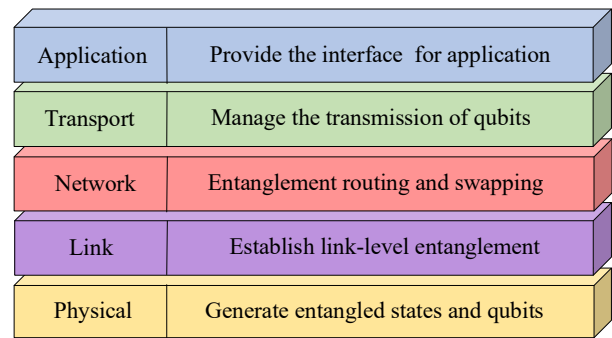 Application Provide the interface for application
Transport Manage the transmission of qubits
Network Entanglement routing and swapping
Link Establish link-level entanglement
Physical Generate entangled states and qubits